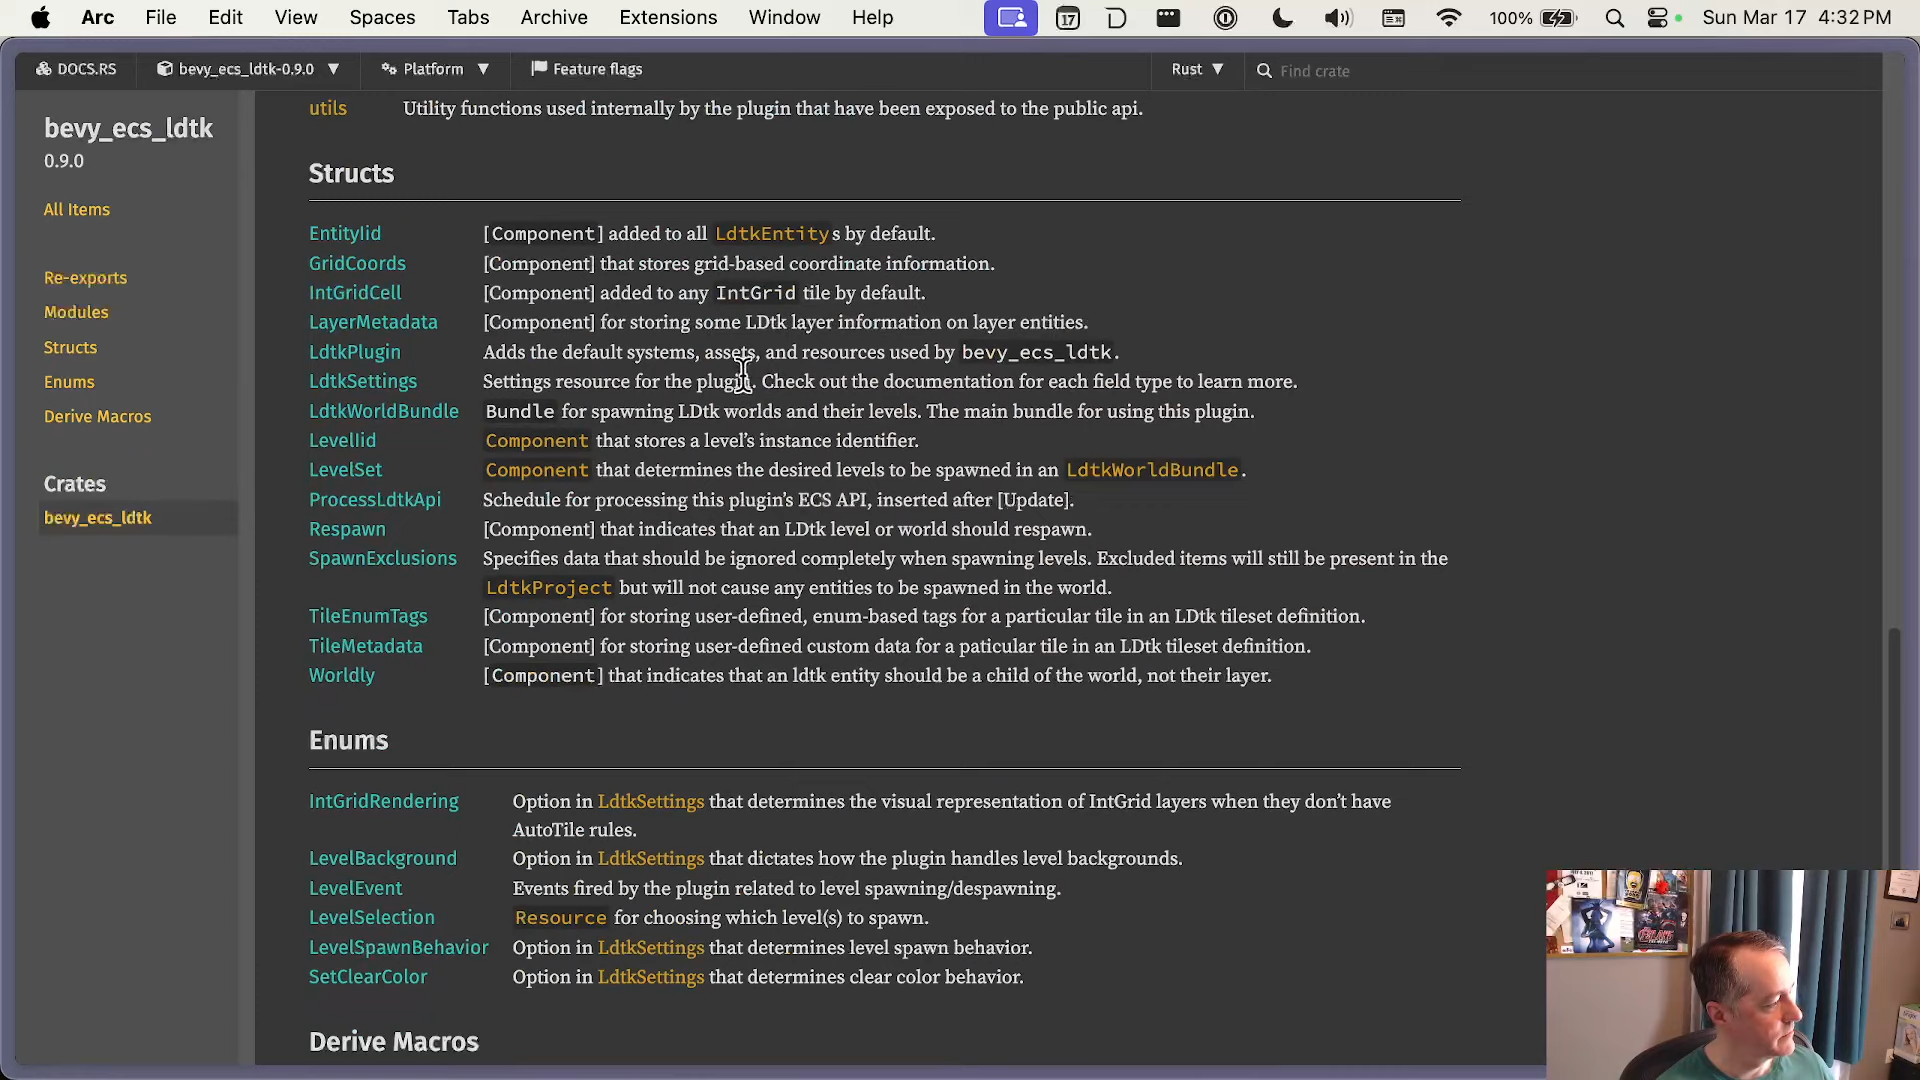 Arc File Edit View Spaces Tabs Archive Extensions Window Help 17 100% Sun Mar 17 4:32 PM
DOCS.RS bevy_ecs_ldtk-0.9.0 ▼ Platform ▼ Feature flags Rust ▼ Find crate
bevy_ecs_ldtk
0.9.0
All Items
Re-exports
Modules
Structs
Enums
Derive Macros
Crates
bevy_ecs_ldtk
utils Utility functions used internally by the plugin that have been exposed to the public api.
Structs
EntityIid [Component] added to all LdtkEntitys by default.
GridCoords [Component] that stores grid-based coordinate information.
IntGridCell [Component] added to any IntGrid tile by default.
LayerMetadata [Component] for storing some LDtk layer information on layer entities.
LdtkPlugin Adds the default systems, assets, and resources used by bevy_ecs_ldtk.
LdtkSettings Settings resource for the plugin. Check out the documentation for each field type to learn more.
LdtkWorldBundle Bundle for spawning LDtk worlds and their levels. The main bundle for using this plugin.
LevelIid Component that stores a level’s instance identifier.
LevelSet Component that determines the desired levels to be spawned in an LdtkWorldBundle.
ProcessLdtkApi Schedule for processing this plugin’s ECS API, inserted after [Update].
Respawn [Component] that indicates that an LDtk level or world should respawn.
SpawnExclusions Specifies data that should be ignored completely when spawning levels. Excluded items will still be present in the
LdtkProject but will not cause any entities to be spawned in the world.
TileEnumTags [Component] for storing user-defined, enum-based tags for a particular tile in an LDtk tileset definition.
TileMetadata [Component] for storing user-defined custom data for a paticular tile in an LDtk tileset definition.
Worldly [Component] that indicates that an ldtk entity should be a child of the world, not their layer.
Enums
IntGridRendering Option in LdtkSettings that determines the visual representation of IntGrid layers when they don’t have
AutoTile rules.
LevelBackground Option in LdtkSettings that dictates how the plugin handles level backgrounds.
LevelEvent Events fired by the plugin related to level spawning/despawning.
LevelSelection Resource for choosing which level(s) to spawn.
LevelSpawnBehavior Option in LdtkSettings that determines level spawn behavior.
SetClearColor Option in LdtkSettings that determines clear color behavior.
Derive Macros